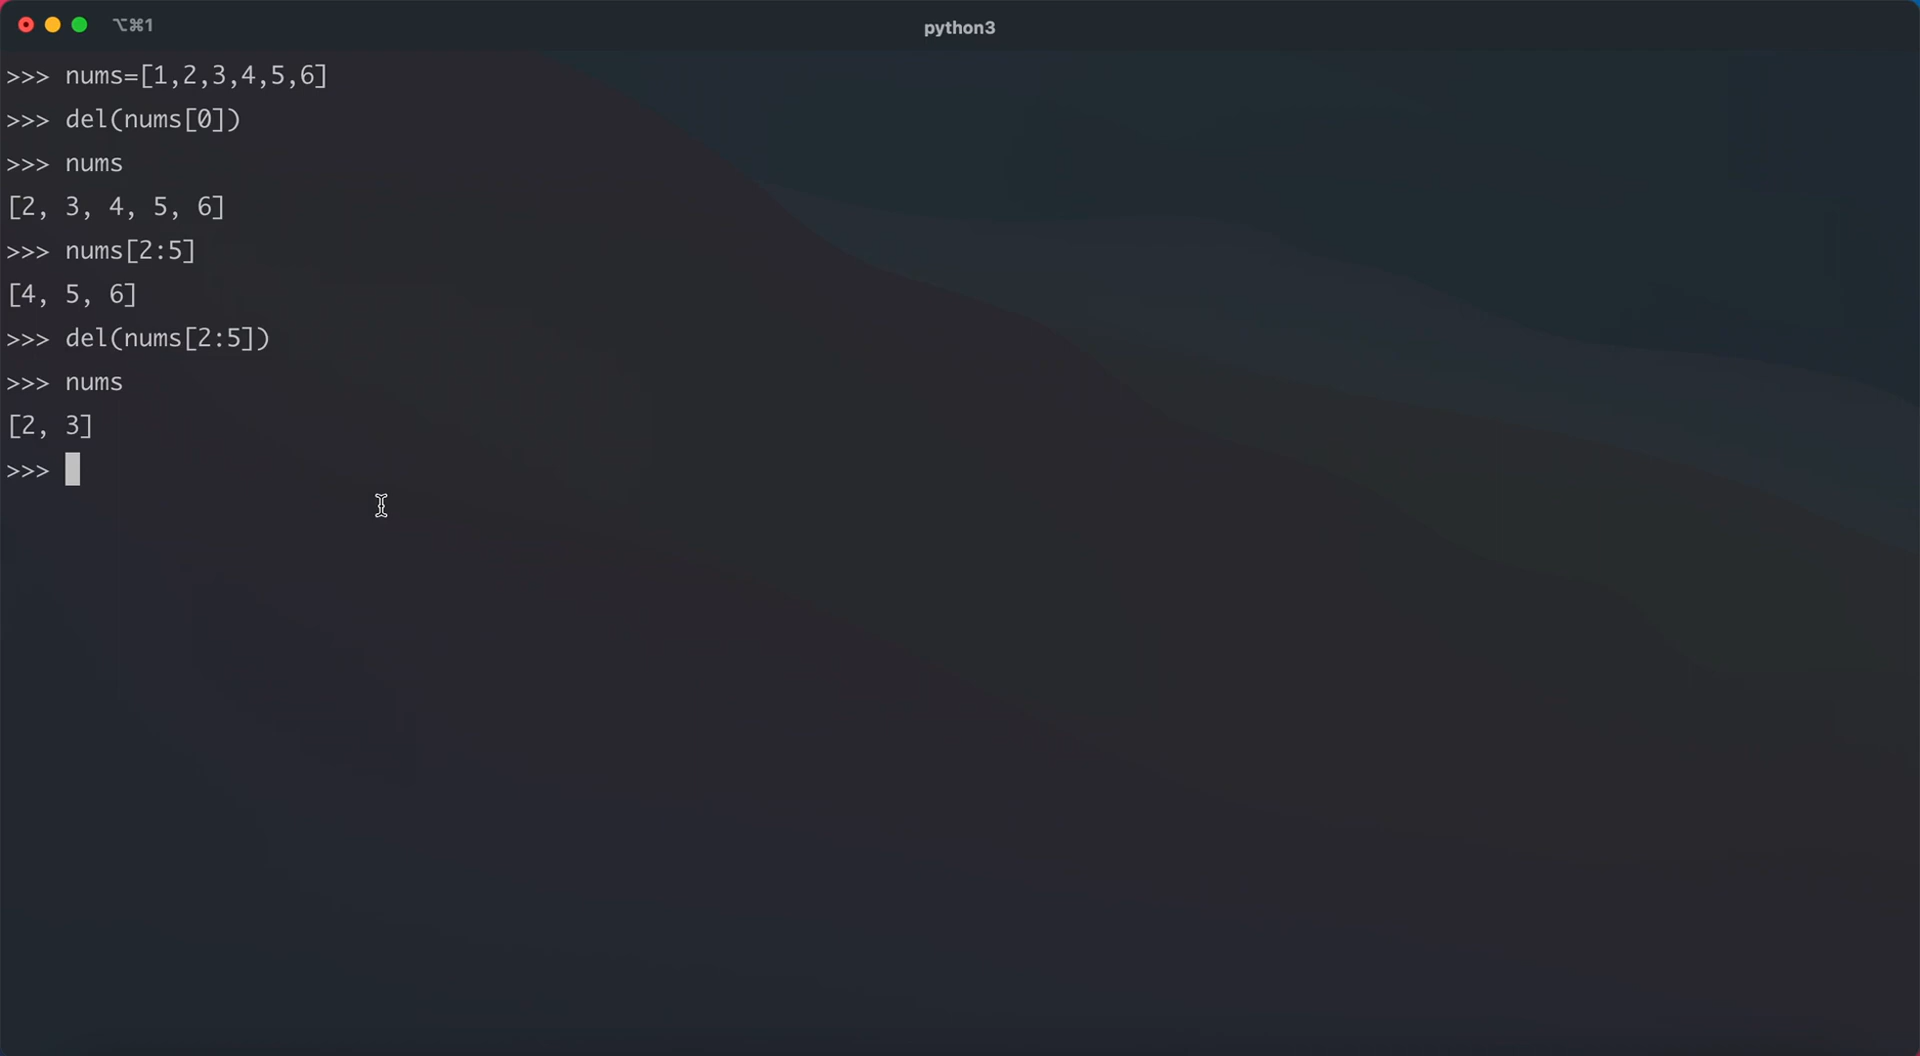 ⌥⌘1
python3
>>> nums=[1,2,3,4,5,6]
>>> del(nums[0])
>>> nums
[2, 3, 4, 5, 6]
>>> nums[2:5]
[4, 5, 6]
>>> del(nums[2:5])
>>> nums
[2, 3]
>>>